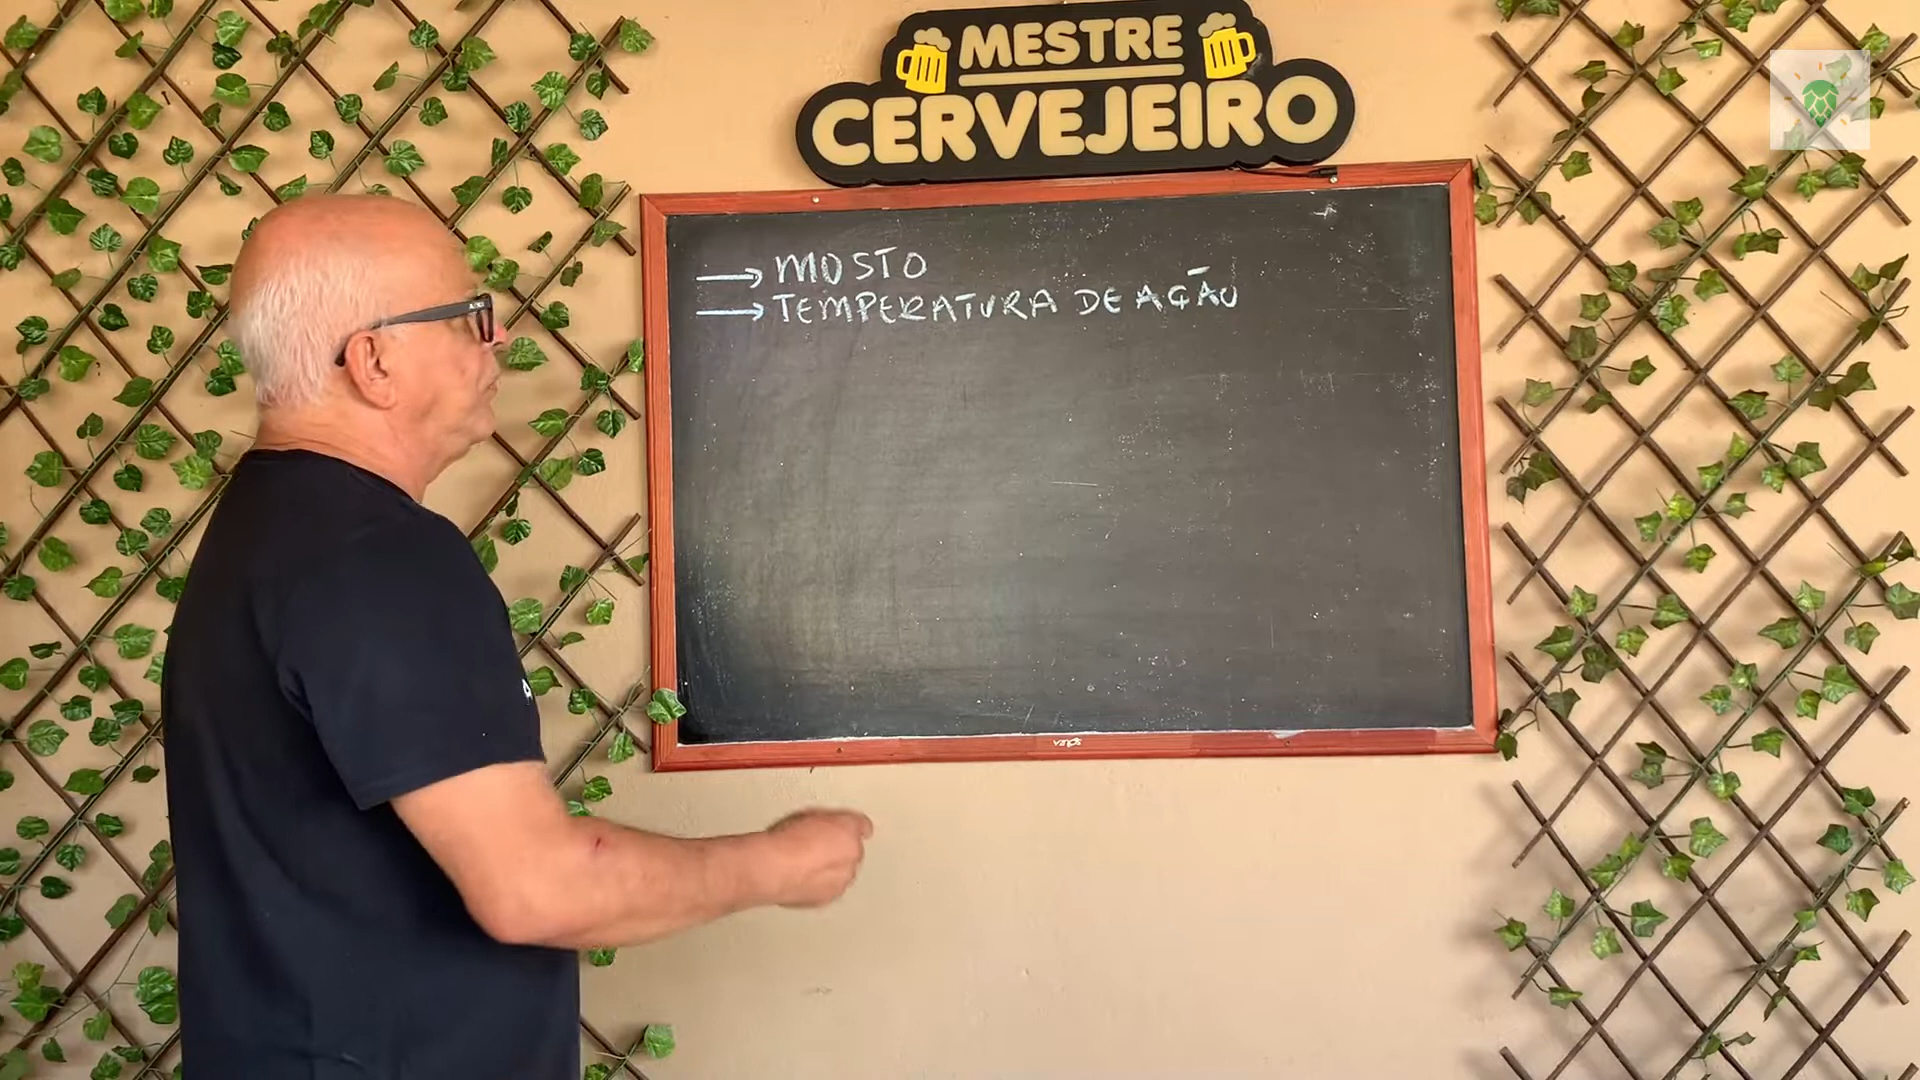 MESTRE
CERVEJEIRO
→ MOSTO
→ TEMPERATURA DE AÇÃO